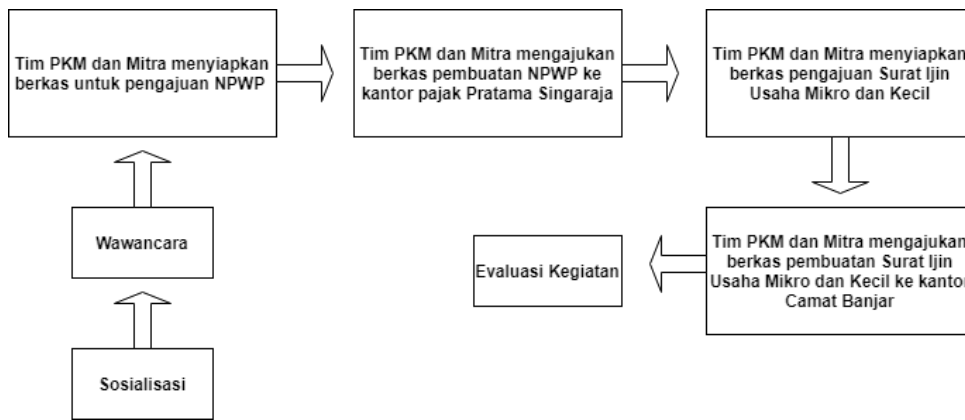 Tim PKM dan Mitra menyiapkan
berkas untuk pengajuan NPWP
Tim PKM dan Mitra mengajukan
berkas pembuatan NPWP ke
kantor pajak Pratama Singaraja
Tim PKM dan Mitra menyiapkan
berkas pengajuan Surat Ijin
Usaha Mikro dan Kecil
Wawancara
Sosialisasi
Evaluasi Kegiatan
Tim PKM dan Mitra mengajukan
berkas pembuatan Surat Ijin
Usaha Mikro dan Kecil ke kantor
Camat Banjar